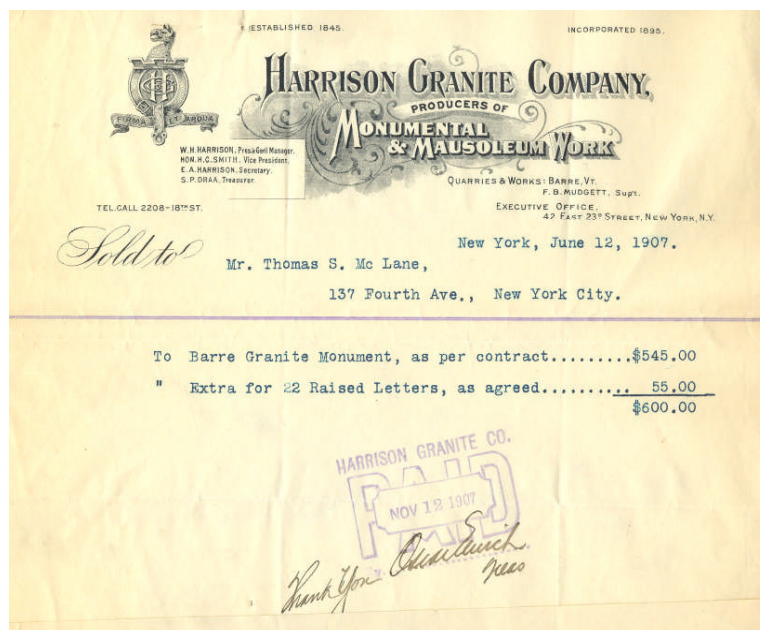 ESTABLISHED 1845.
INCORPORATED 1895.
HARRISON GRANITE COMPANY,
PRODUCERS OF
MONUMENTAL
& MAUSOLEUM WORK
FIRMA ET ARDUA
W. H. HARRISON, Pres & Genl Manager.
HON. H. G. SMITH, Vice President.
E. A. HARRISON, Secretary.
S. P. DRAA, Treasurer.
QUARRIES & WORKS: BARRE, VT.
F. B. MUDGETT, Supt.
TEL. CALL 2208-18TH ST.
EXECUTIVE OFFICE.
42 EAST 23D STREET, NEW YORK, N.Y.
New York, June 12, 1907.
Sold to
Mr. Thomas S. Mc Lane,
137 Fourth Ave., New York City.
To Barre Granite Monument, as per contract.........$545.00
" Extra for 22 Raised Letters, as agreed.......... 55.00
$600.00
HARRISON GRANITE CO.
PAID
NOV 12 1907
Thank You
Treas